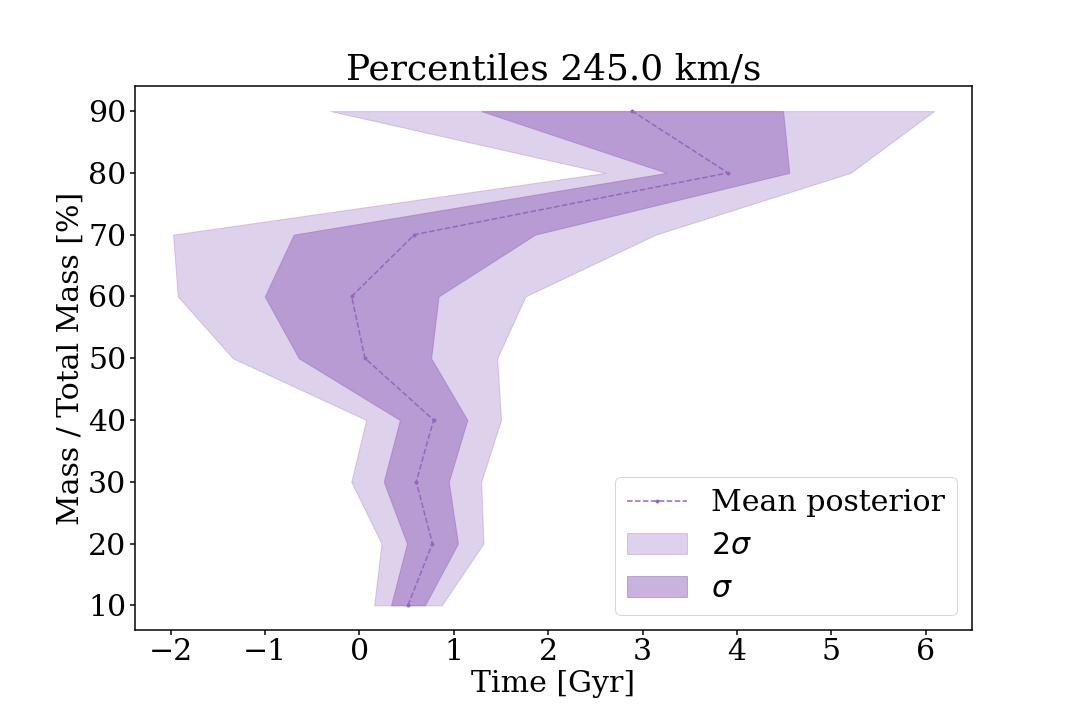 Percentiles 245.0 km/s
Mass / Total Mass [%]
90
80
70
60
50
40
30
20
10
Mean posterior
2σ
σ
−2 −1 0 1 2 3 4 5 6
Time [Gyr]